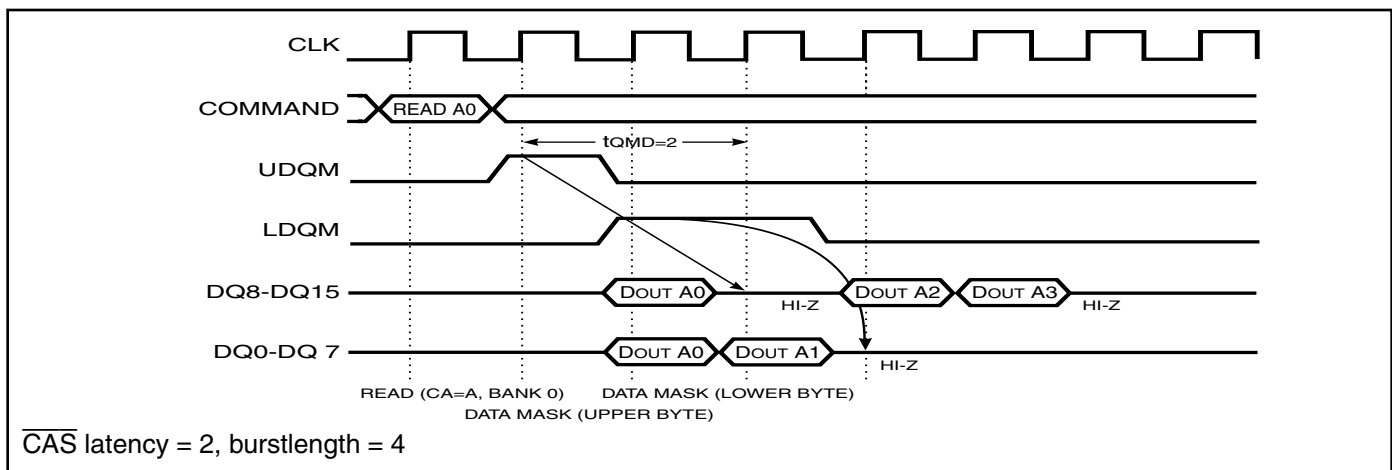 CLK
COMMAND
READ A0
tQMD=2
UDQM
LDQM
DQ8-DQ15
DOUT A0
HI-Z
DOUT A2
DOUT A3
HI-Z
DQ0-DQ 7
DOUT A0
DOUT A1
HI-Z
READ (CA=A, BANK 0)
DATA MASK (LOWER BYTE)
DATA MASK (UPPER BYTE)
CAS latency = 2, burstlength = 4